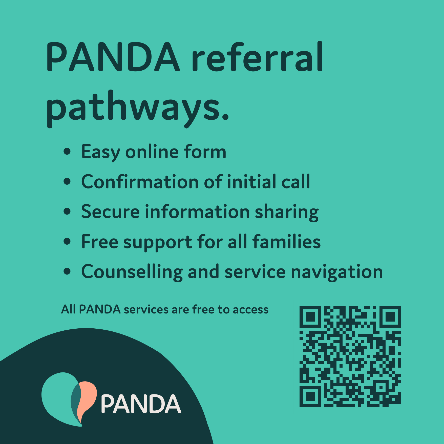 PANDA referral
pathways.
• Easy online form
• Confirmation of initial call
• Secure information sharing
• Free support for all families
• Counselling and service navigation
All PANDA services are free to access
PANDA